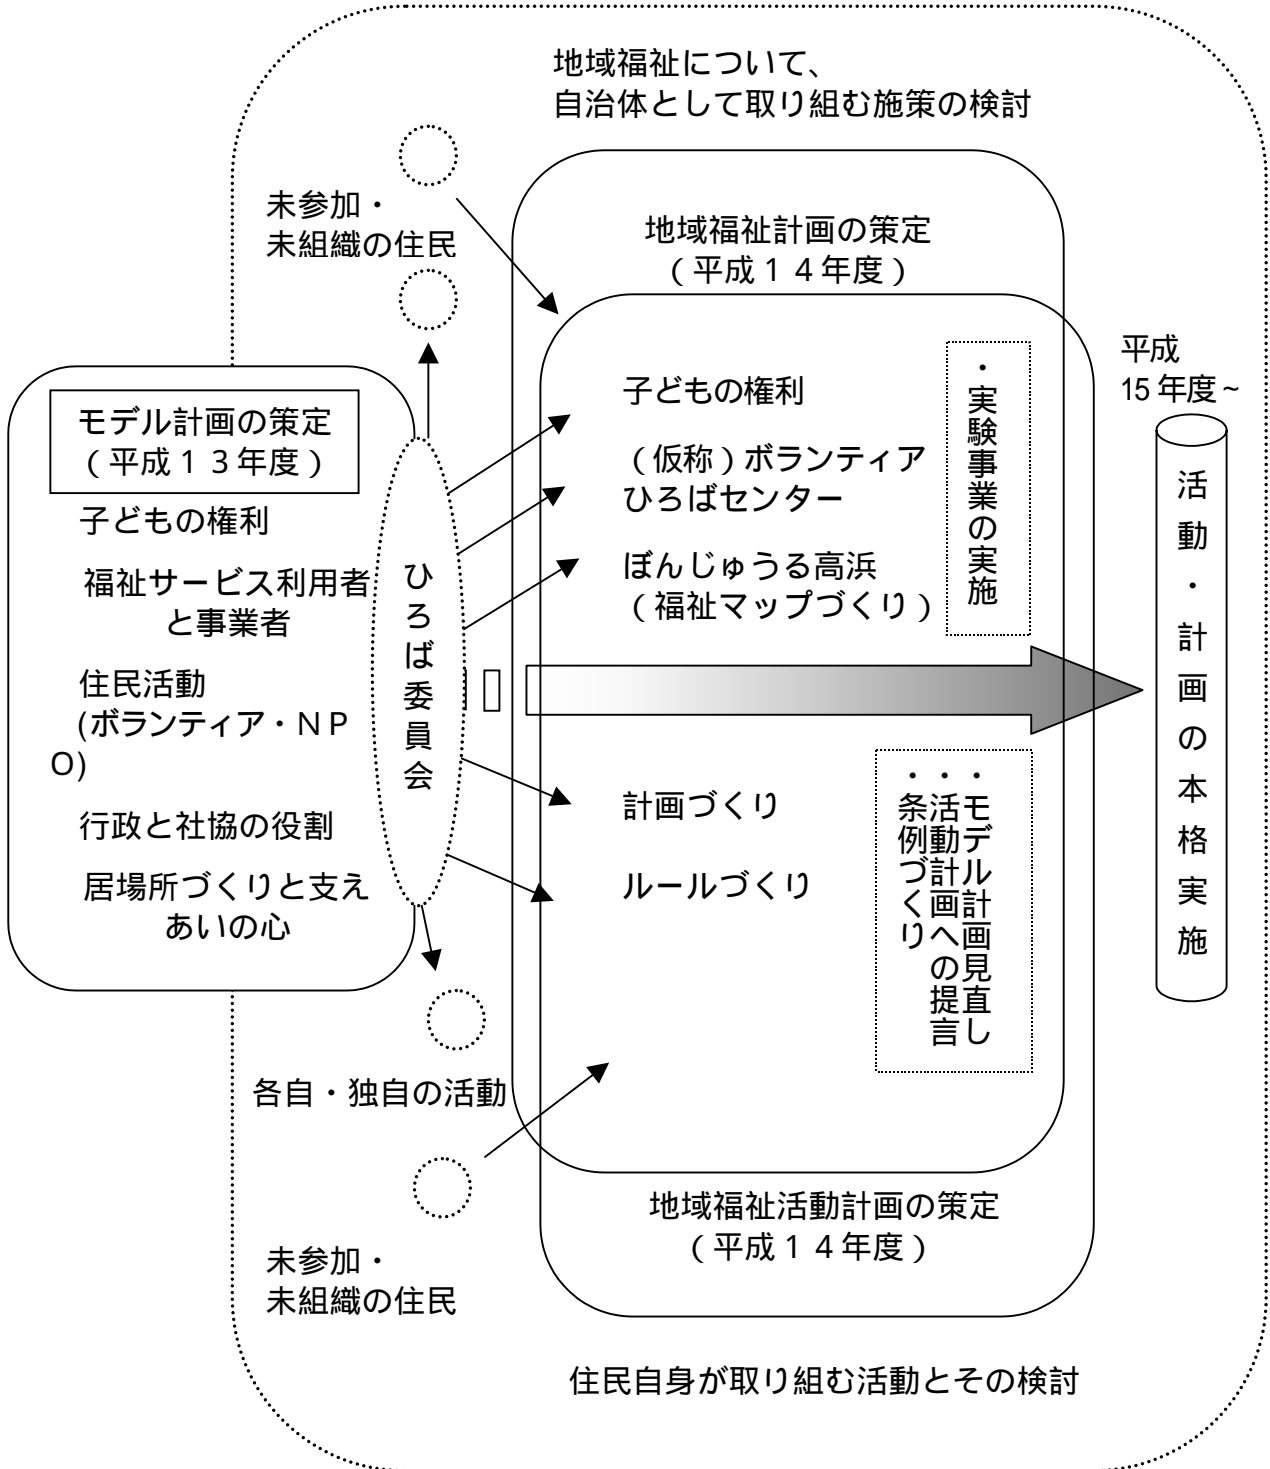 地域福祉について、
自治体として取り組む施策の検討
未参加・
未組織の住民
地域福祉計画の策定
（平成１４年度）
平成
15年度~
モデル計画の策定
（平成１３年度）
子どもの権利
福祉サービス利用者
と事業者
住民活動
(ボランティア・ＮＰ
Ｏ)
行政と社協の役割
居場所づくりと支え
あいの心
ひろば委員会
子どもの権利
（仮称）ボランティア
ひろばセンター
ぼんじゅうる高浜
（福祉マップづくり）
・実験事業の実施
計画づくり
ルールづくり
・モデル計画見直し
・活動計画への提言
・条例づくり
活動・計画の本格実施
各自・独自の活動
未参加・
未組織の住民
地域福祉活動計画の策定
（平成１４年度）
住民自身が取り組む活動とその検討